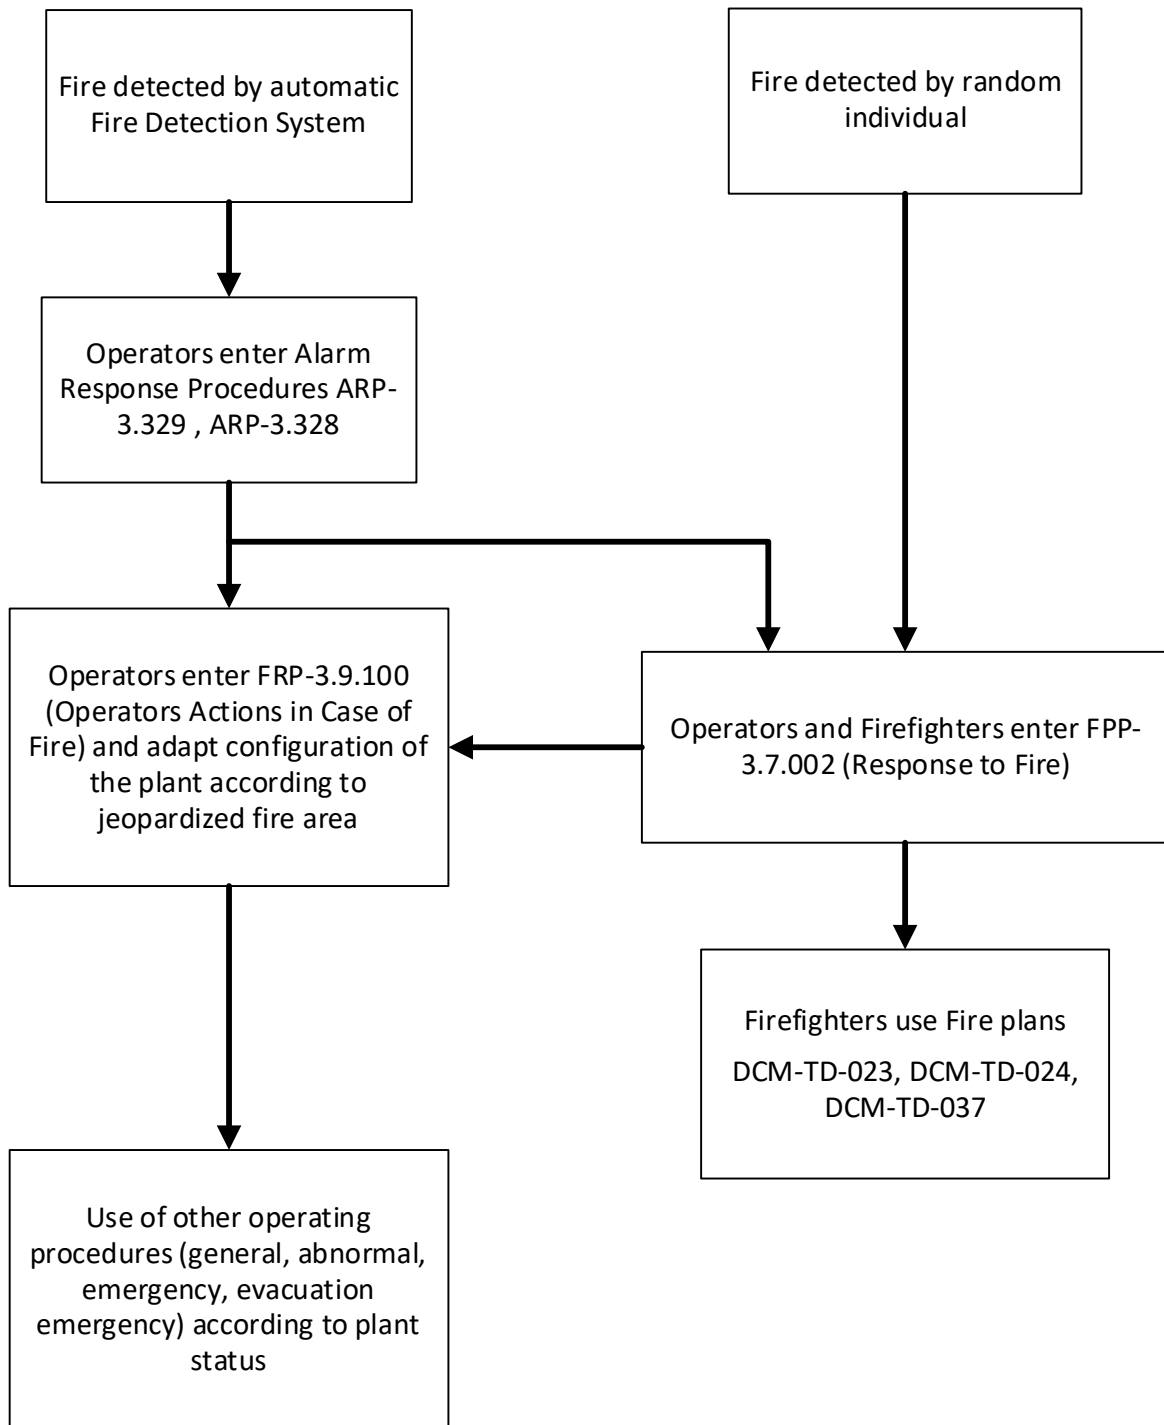 Fire detected by automatic
Fire Detection System
Fire detected by random
individual
Operators enter Alarm
Response Procedures ARP-
3.329 , ARP-3.328
Operators enter FRP-3.9.100
(Operators Actions in Case of
Fire) and adapt configuration of
the plant according to
jeopardized fire area
Operators and Firefighters enter FPP-
3.7.002 (Response to Fire)
Firefighters use Fire plans
DCM-TD-023, DCM-TD-024,
DCM-TD-037
Use of other operating
procedures (general, abnormal,
emergency, evacuation
emergency) according to plant
status